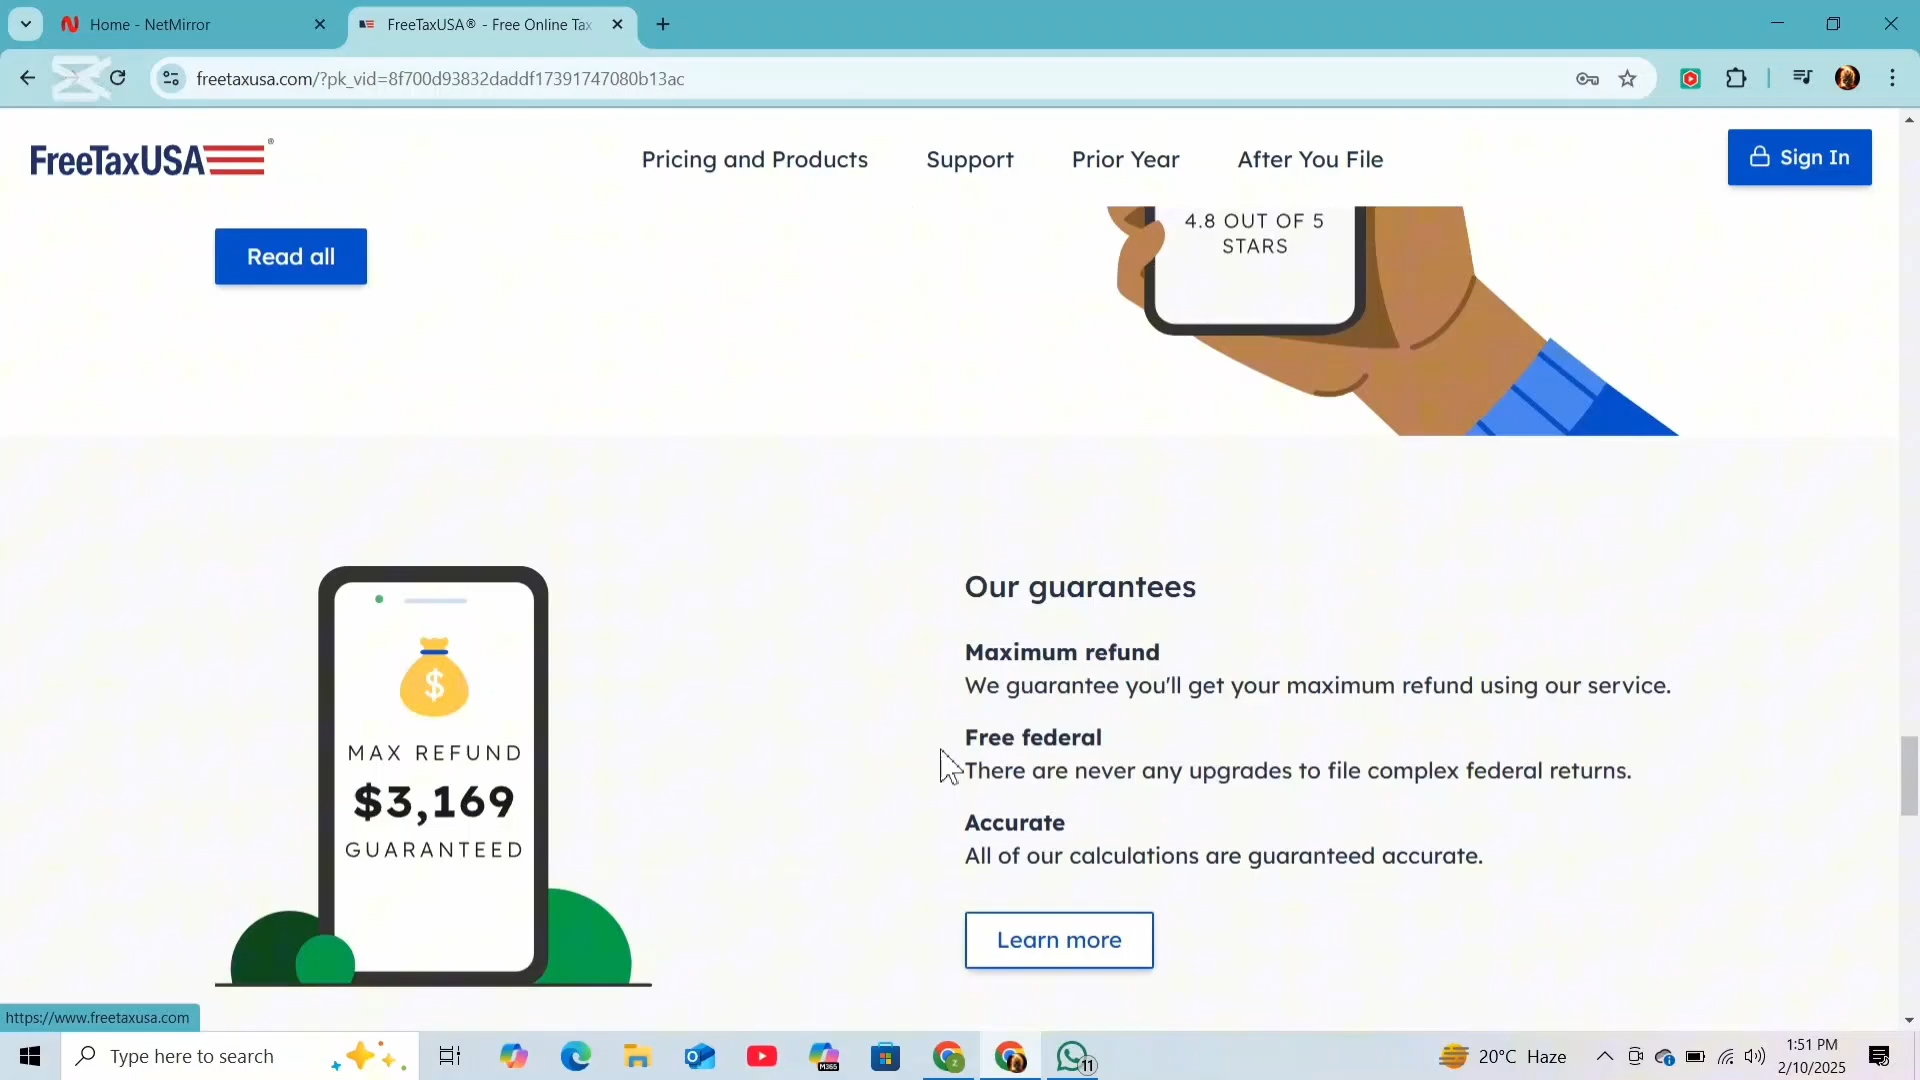 Home - NetMirror
FreeTaxUSA® - Free Online Tax
freetaxusa.com/?pk_vid=8f700d93832daddf17391747080b13ac
FreeTaxUSA®
Pricing and Products
Support
Prior Year
After You File
Sign In
Read all
4.8 OUT OF 5
STARS
MAX REFUND
$3,169
GUARANTEED
Our guarantees
Maximum refund
We guarantee you'll get your maximum refund using our service.
Free federal
There are never any upgrades to file complex federal returns.
Accurate
All of our calculations are guaranteed accurate.
Learn more
https://www.freetaxusa.com
Type here to search
M365
11
20°C Haze
1:51 PM
2/10/2025